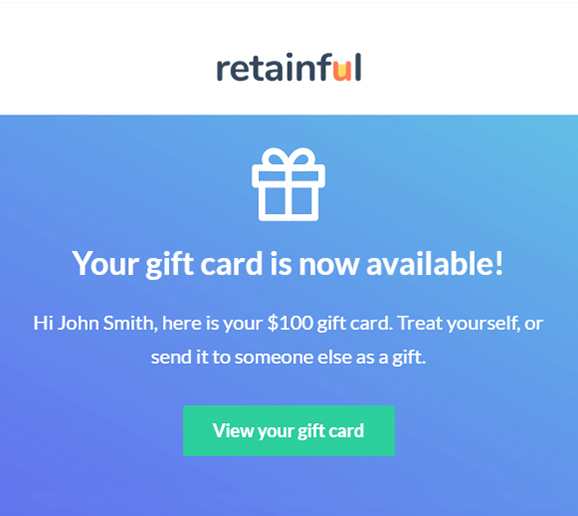 retainful
Your gift card is now available!
Hi John Smith, here is your $100 gift card. Treat yourself, or
send it to someone else as a gift.
View your gift card